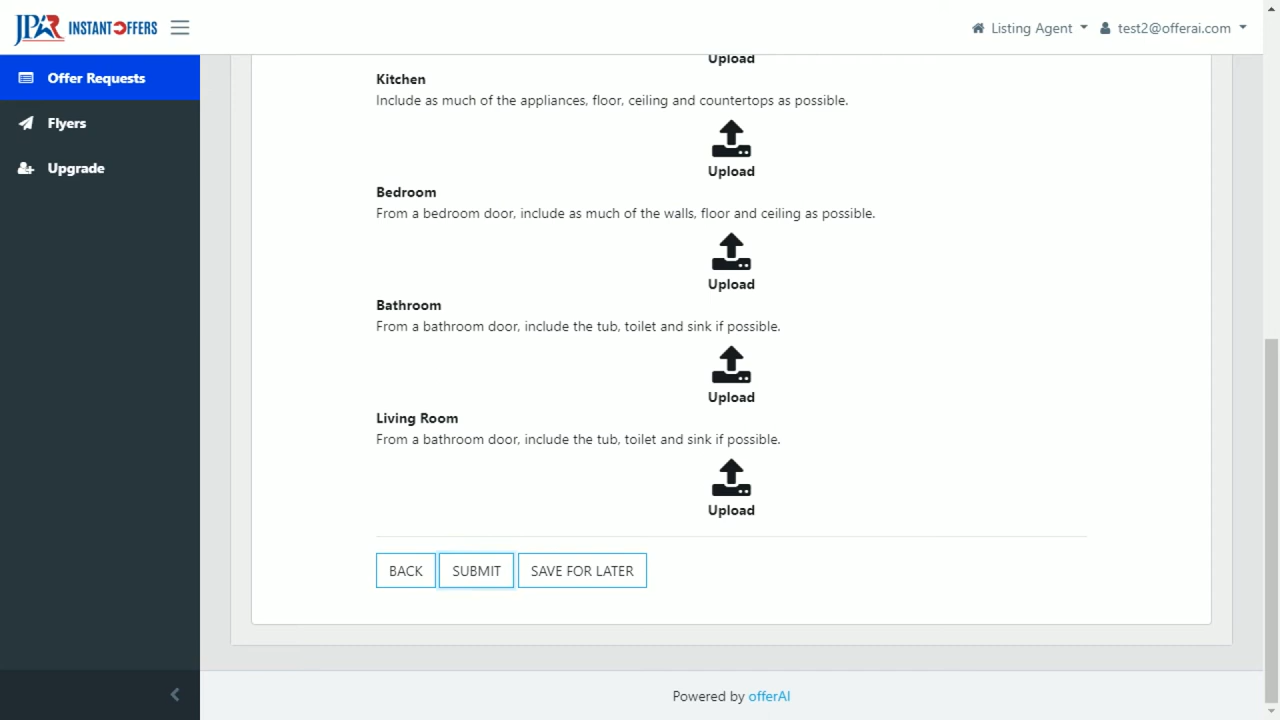 JPAR INSTANT OFFERS
Listing Agent
test2@offerai.com
Offer Requests
Flyers
Upgrade
Upload
Kitchen
Include as much of the appliances, floor, ceiling and countertops as possible.
Upload
Bedroom
From a bedroom door, include as much of the walls, floor and ceiling as possible.
Upload
Bathroom
From a bathroom door, include the tub, toilet and sink if possible.
Upload
Living Room
From a bathroom door, include the tub, toilet and sink if possible.
Upload
BACK SUBMIT SAVE FOR LATER
Powered by offerAI